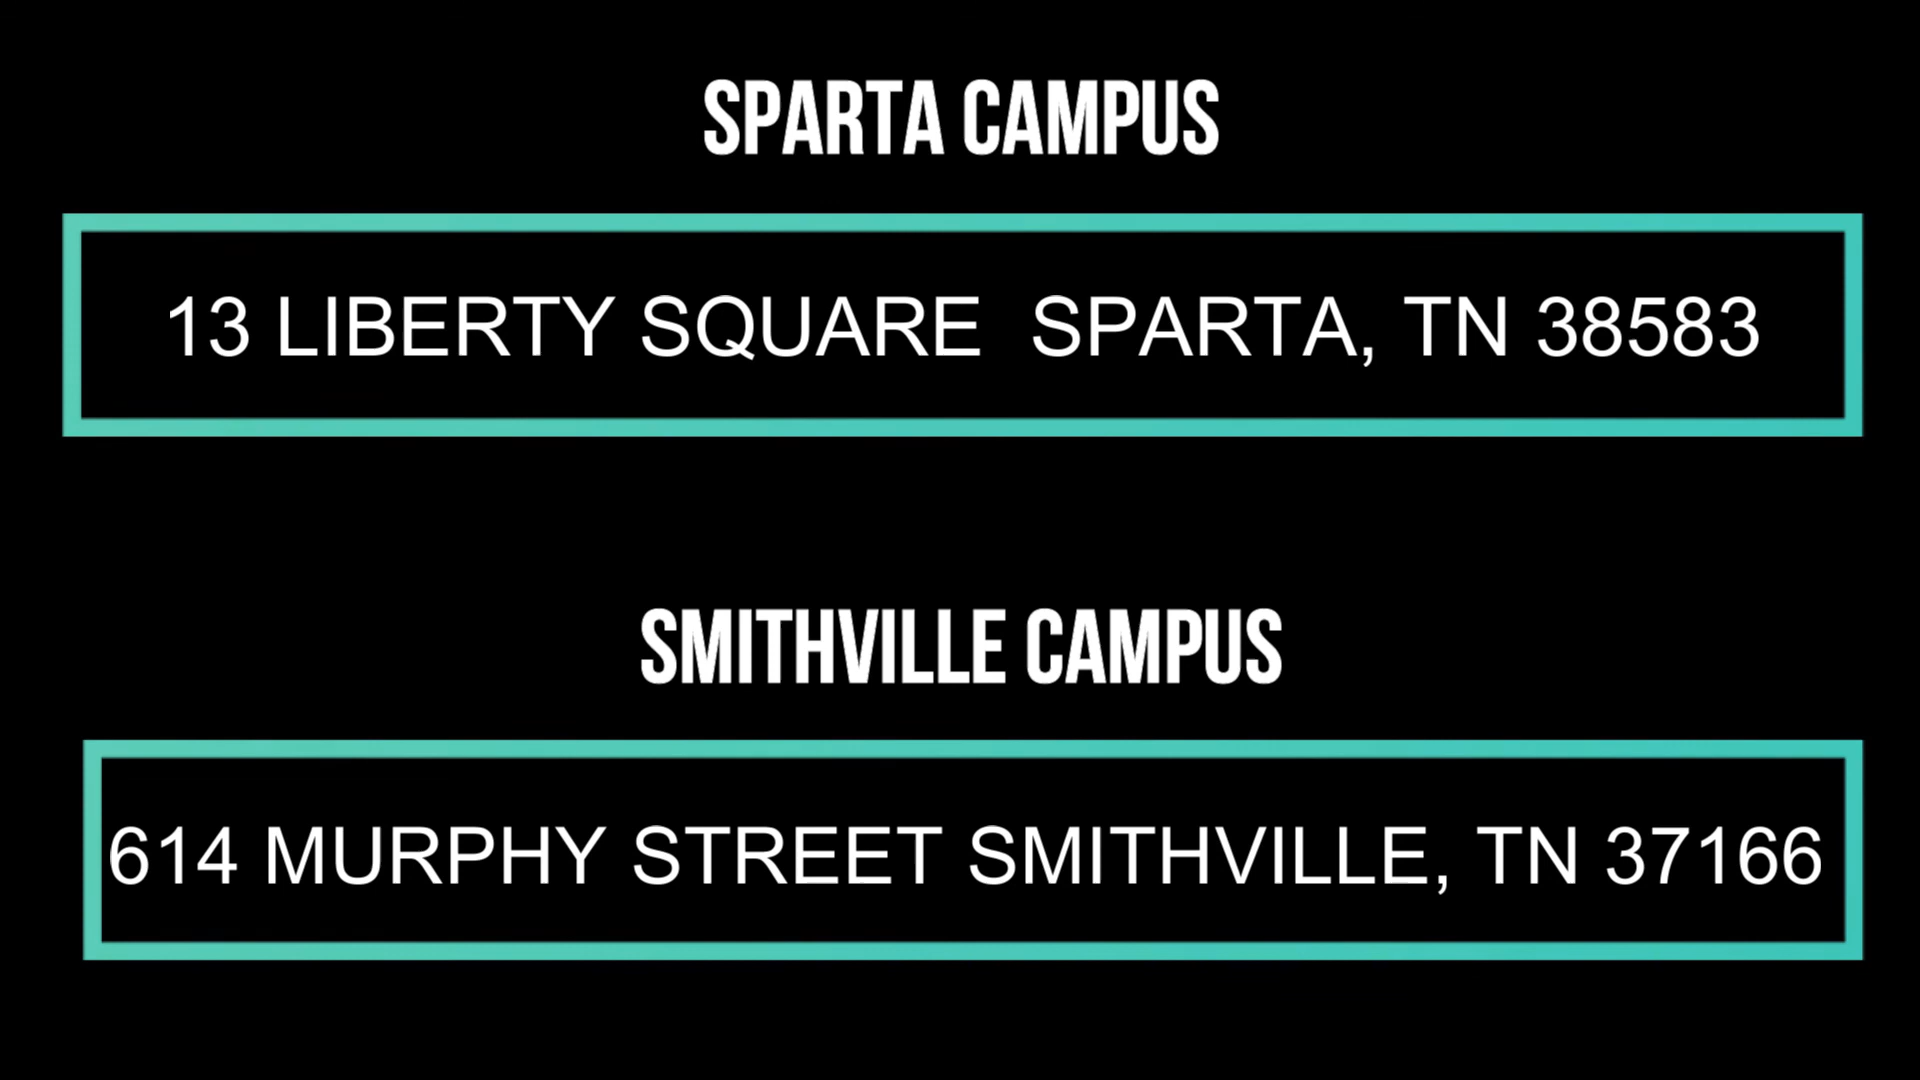 SPARTA CAMPUS
13 LIBERTY SQUARE  SPARTA, TN 38583
SMITHVILLE CAMPUS
614 MURPHY STREET SMITHVILLE, TN 37166